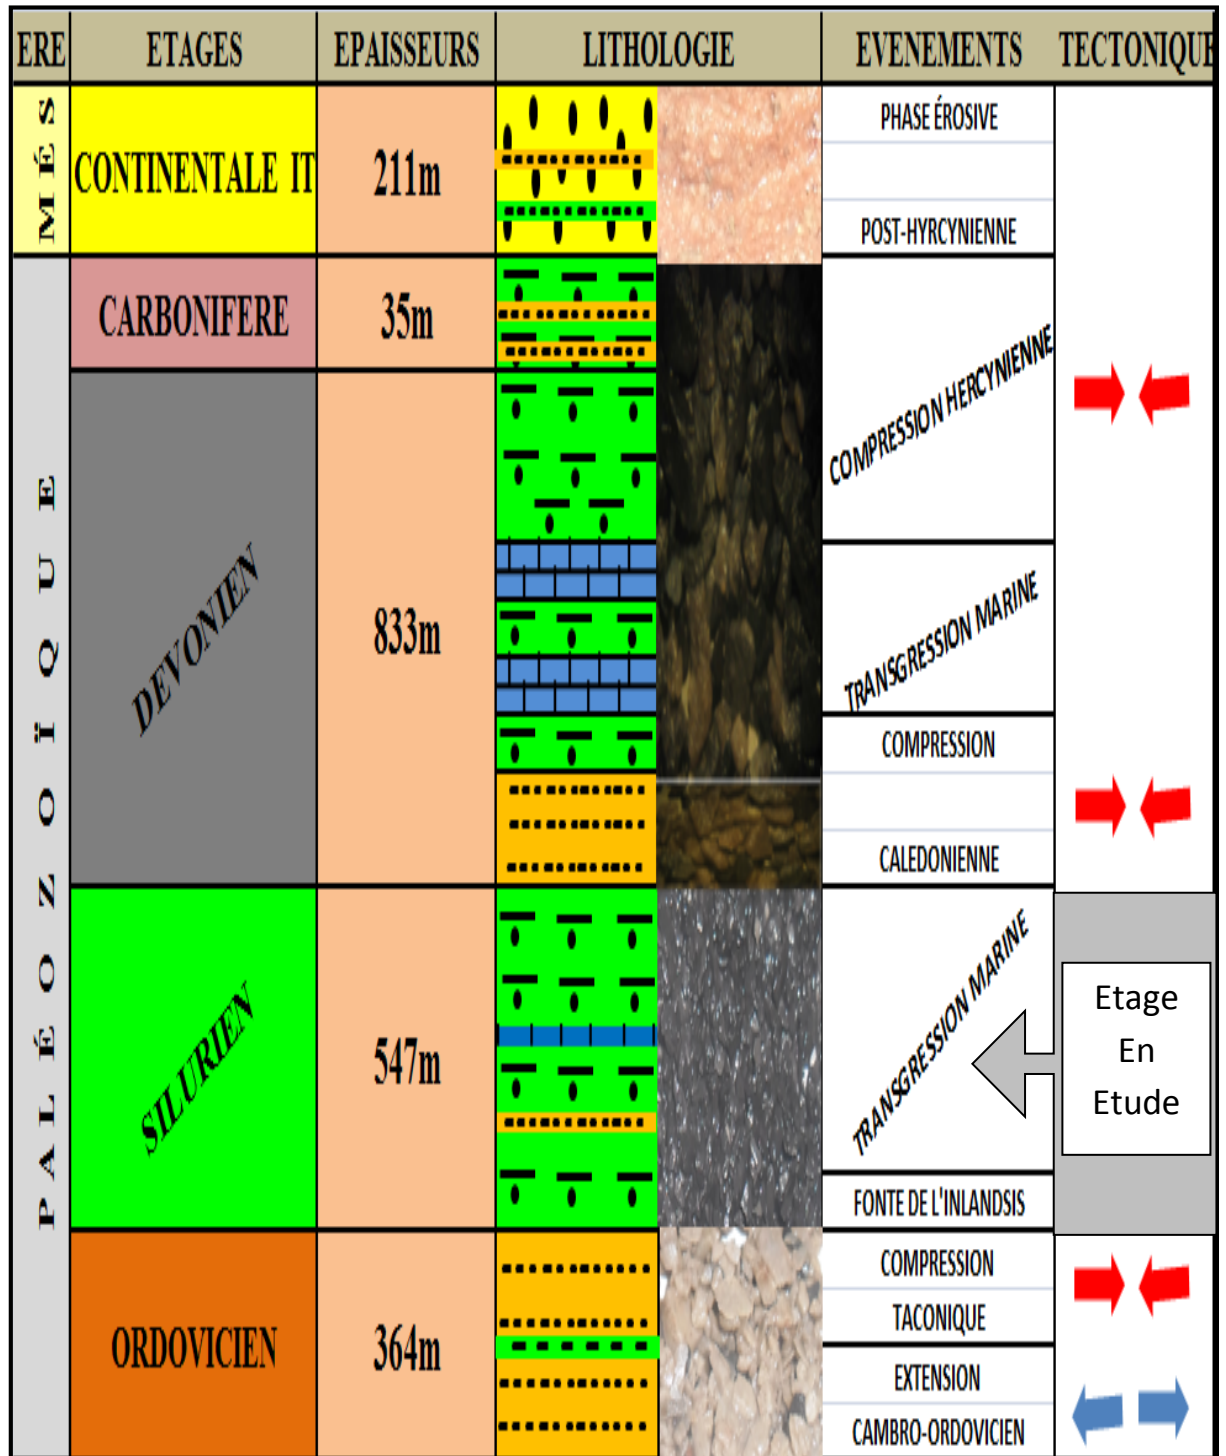 ERE ETAGES EPAISSEURS LITHOLOGIE EVENEMENTS TECTONIQUE
MÉS
CONTINENTALE IT
211m
PHASE ÉROSIVE
POST-HYRCYNIENNE
PALÉOZOÏQUE
CARBONIFERE
35m
COMPRESSION HERCYNIENNE
DEVONIEN
833m
TRANSGRESSION MARINE
COMPRESSION
CALEDONIENNE
SILURIEN
547m
TRANSGRESSION MARINE
Etage
En
Etude
FONTE DE L'INLANDSIS
ORDOVICIEN
364m
COMPRESSION
TACONIQUE
EXTENSION
CAMBRO-ORDOVICIEN